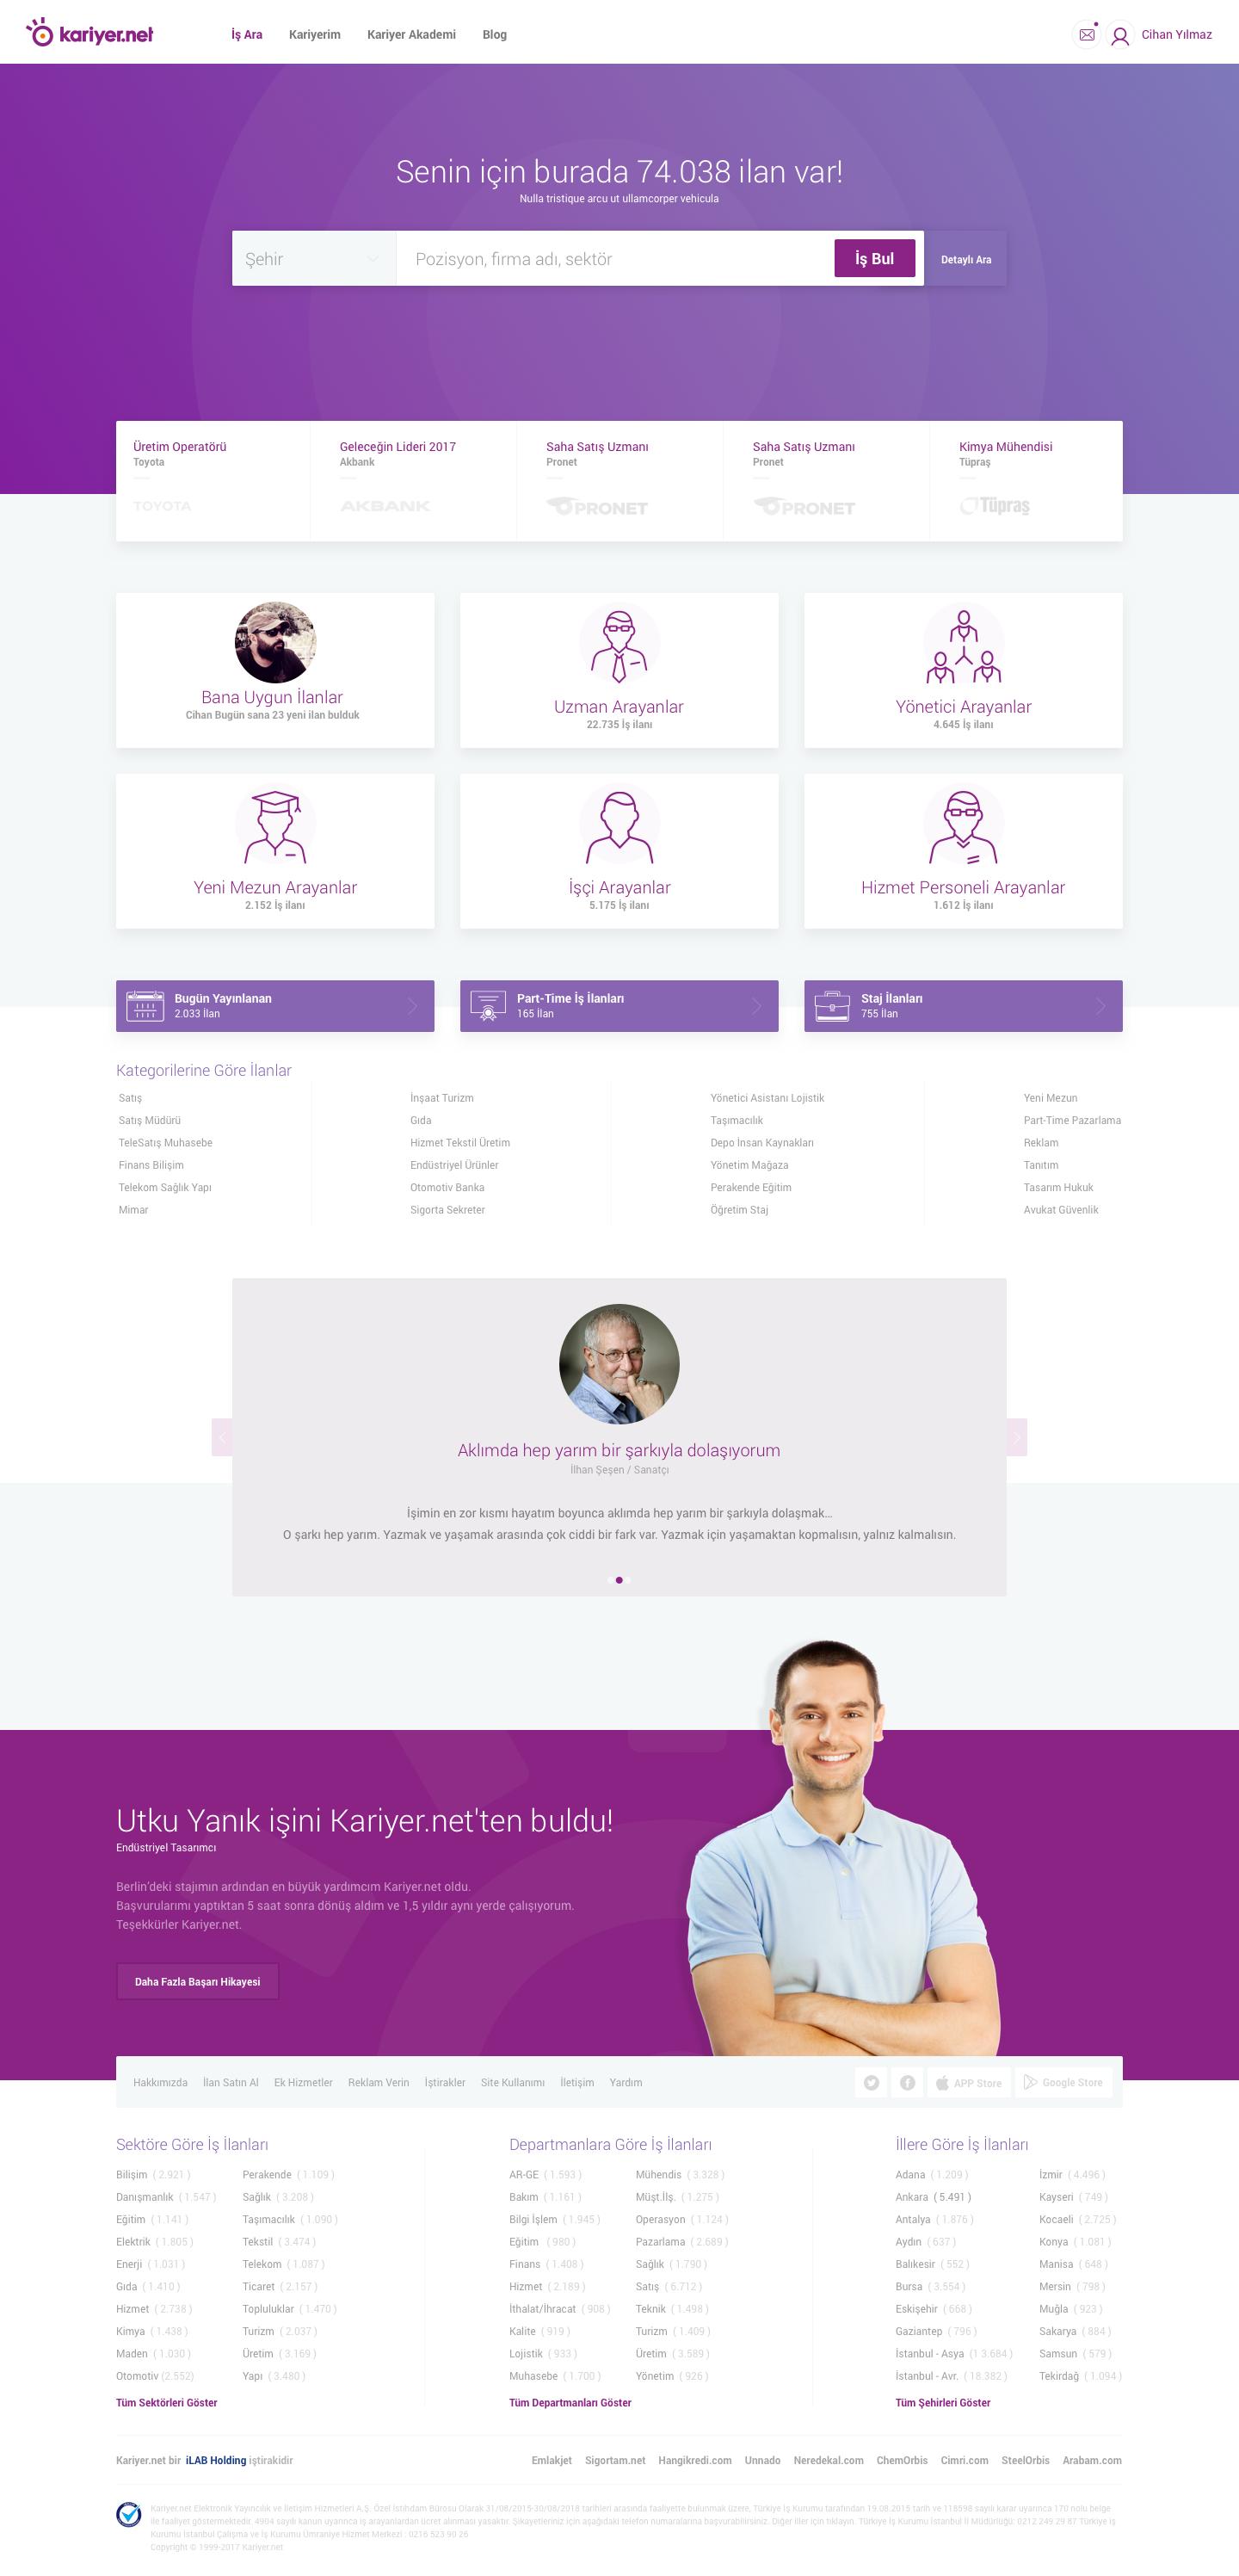 kariyer.net
İş Ara Kariyerim Kariyer Akademi Blog
Cihan Yılmaz
Senin için burada 74.038 ilan var!
Nulla tristique arcu ut ullamcorper vehicula
Şehir
Pozisyon, firma adı, sektör
İş Bul
Detaylı Ara
Üretim Operatörü
Toyota
TOYOTA
Geleceğin Lideri 2017
Akbank
AKBANK
Saha Satış Uzmanı
Pronet
PRONET
Saha Satış Uzmanı
Pronet
PRONET
Kimya Mühendisi
Tüpraş
Tüpraş
Bana Uygun İlanlar
Cihan Bugün sana 23 yeni ilan bulduk
Uzman Arayanlar
22.735 İş ilanı
Yönetici Arayanlar
4.645 İş ilanı
Yeni Mezun Arayanlar
2.152 İş ilanı
İşçi Arayanlar
5.175 İş ilanı
Hizmet Personeli Arayanlar
1.612 İş ilanı
Bugün Yayınlanan
2.033 İlan
Part-Time İş İlanları
165 İlan
Staj İlanları
755 İlan
Kategorilerine Göre İlanlar
Satış
Satış Müdürü
TeleSatış Muhasebe
Finans Bilişim
Telekom Sağlık Yapı
Mimar
İnşaat Turizm
Gıda
Hizmet Tekstil Üretim
Endüstriyel Ürünler
Otomotiv Banka
Sigorta Sekreter
Yönetici Asistanı Lojistik
Taşımacılık
Depo İnsan Kaynakları
Yönetim Mağaza
Perakende Eğitim
Öğretim Staj
Yeni Mezun
Part-Time Pazarlama
Reklam
Tanıtım
Tasarım Hukuk
Avukat Güvenlik
Aklımda hep yarım bir şarkıyla dolaşıyorum
İlhan Şeşen / Sanatçı
İşimin en zor kısmı hayatım boyunca aklımda hep yarım bir şarkıyla dolaşmak...
O şarkı hep yarım. Yazmak ve yaşamak arasında çok ciddi bir fark var. Yazmak için yaşamaktan kopmalısın, yalnız kalmalısın.
Utku Yanık işini Kariyer.net'ten buldu!
Endüstriyel Tasarımcı
Berlin'deki stajımın ardından en büyük yardımcım Kariyer.net oldu.
Başvurularımı yaptıktan 5 saat sonra dönüş aldım ve 1,5 yıldır aynı yerde çalışıyorum.
Teşekkürler Kariyer.net.
Daha Fazla Başarı Hikayesi
Hakkımızda İlan Satın Al Ek Hizmetler Reklam Verin İştirakler Site Kullanımı İletişim Yardım
APP Store
Google Store
Sektöre Göre İş İlanları
Bilişim ( 2.921 )
Danışmanlık ( 1.547 )
Eğitim ( 1.141 )
Elektrik ( 1.805 )
Enerji ( 1.031 )
Gıda ( 1.410 )
Hizmet ( 2.738 )
Kimya ( 1.438 )
Maden ( 1.030 )
Otomotiv (2.552)
Perakende ( 1.109 )
Sağlık ( 3.208 )
Taşımacılık ( 1.090 )
Tekstil ( 3.474 )
Telekom ( 1.087 )
Ticaret ( 2.157 )
Topluluklar ( 1.470 )
Turizm ( 2.037 )
Üretim ( 3.169 )
Yapı ( 3.480 )
Tüm Sektörleri Göster
Departmanlara Göre İş İlanları
AR-GE ( 1.593 )
Bakım ( 1.161 )
Bilgi İşlem ( 1.945 )
Eğitim ( 980 )
Finans ( 1.408 )
Hizmet ( 2.189 )
İthalat/İhracat ( 908 )
Kalite ( 919 )
Lojistik ( 933 )
Muhasebe ( 1.700 )
Mühendis ( 3.328 )
Müşt.İlş. ( 1.275 )
Operasyon ( 1.124 )
Pazarlama ( 2.689 )
Sağlık ( 1.790 )
Satış ( 6.712 )
Teknik ( 1.498 )
Turizm ( 1.409 )
Üretim ( 3.589 )
Yönetim ( 926 )
Tüm Departmanları Göster
İllere Göre İş İlanları
Adana ( 1.209 )
Ankara ( 5.491 )
Antalya ( 1.876 )
Aydın ( 637 )
Balıkesir ( 552 )
Bursa ( 3.554 )
Eskişehir ( 668 )
Gaziantep ( 796 )
İstanbul - Asya (1 3.684 )
İstanbul - Avr. ( 18.382 )
İzmir ( 4.496 )
Kayseri ( 749 )
Kocaeli ( 2.725 )
Konya ( 1.081 )
Manisa ( 648 )
Mersin ( 798 )
Muğla ( 923 )
Sakarya ( 884 )
Samsun ( 579 )
Tekirdağ ( 1.094 )
Tüm Şehirleri Göster
Kariyer.net bir iLAB Holding iştirakidir
Emlakjet Sigortam.net Hangikredi.com Unnado Neredekal.com ChemOrbis Cimri.com SteelOrbis Arabam.com
Kariyer.net Elektronik Yayıncılık ve İletişim Hizmetleri A.Ş. Özel İstihdam Bürosu Olarak 31/08/2015-30/08/2018 tarihleri arasında faaliyette bulunmak üzere, Türkiye İş Kurumu tarafından 19.08.2015 tarih ve 118598 sayılı karar uyarınca 170 nolu belge
ile faaliyet göstermektedir. 4904 sayılı kanun uyarınca iş arayanlardan ücret alınması yasaktır. Şikayetleriniz için aşağıdaki telefon numaralarına başvurabilirsiniz. Diğer iller için tıklayın. Türkiye İş Kurumu İstanbul İl Müdürlüğü: 0212 249 29 87 Türkiye iş
Kurumu İstanbul Çalışma ve İş Kurumu Ümraniye Hizmet Merkezi : 0216 523 90 26
Copyright © 1999-2017 Kariyer.net